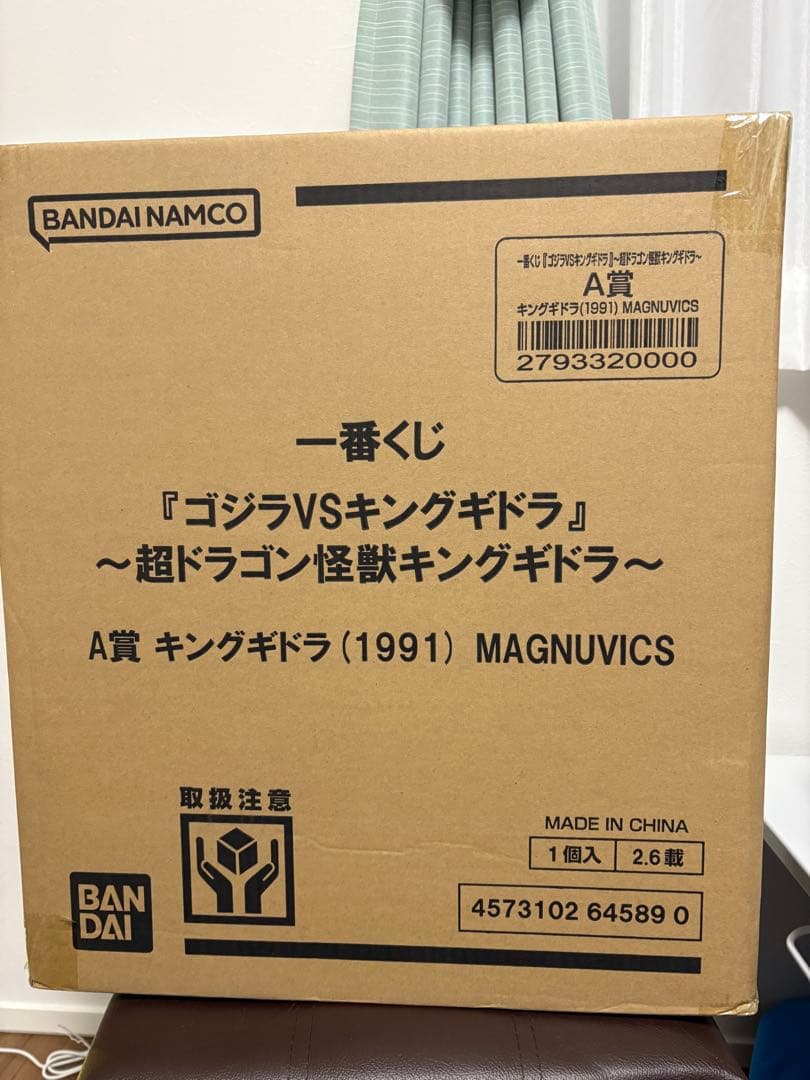 BANDAI NAMCO
一番くじ『ゴジラVSキングギドラ』～超ドラゴン怪獣キングギドラ～
A賞
キングギドラ(1991) MAGNUVICS
2793320000
一番くじ
『ゴジラVSキングギドラ』
～超ドラゴン怪獣キングギドラ～
A賞 キングギドラ(1991) MAGNUVICS
取扱注意
MADE IN CHINA
1個入 2.6載
BAN
DAI
4573102 64589 0